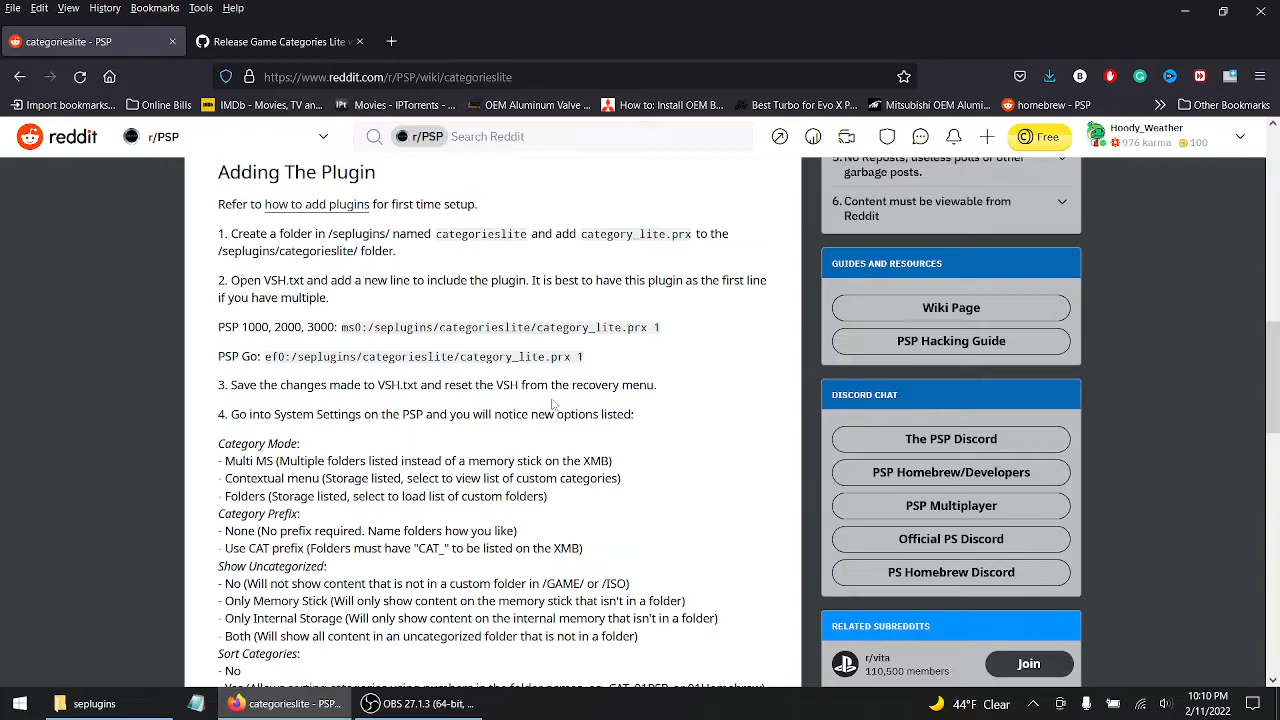 File Edit View History Bookmarks Tools Help
categorieslite - PSP
Release Game Categories Lite v
https://www.reddit.com/r/PSP/wiki/categorieslite
Import bookmarks...
Online Bills
IMDb
IMDb - Movies, TV an...
IPt
Movies - IPTorrents - ...
OEM Aluminum Valve ...
How to Install OEM B...
Best Turbo for Evo X P...
Mitsubishi OEM Alumi...
homebrew - PSP
Other Bookmarks
reddit
r/PSP
r/PSP Search Reddit
Free
Hoody_Weather
976 karma 100
Adding The Plugin
Refer to how to add plugins for first time setup.
1. Create a folder in /seplugins/ named categorieslite and add category_lite.prx to the
/seplugins/categorieslite/ folder.
2. Open VSH.txt and add a new line to include the plugin. It is best to have this plugin as the first line
if you have multiple.
PSP 1000, 2000, 3000: ms0:/seplugins/categorieslite/category_lite.prx 1
PSP Go: ef0:/seplugins/categorieslite/category_lite.prx 1
3. Save the changes made to VSH.txt and reset the VSH from the recovery menu.
4. Go into System Settings on the PSP and you will notice new options listed:
Category Mode:
- Multi MS (Multiple folders listed instead of a memory stick on the XMB)
- Contextual menu (Storage listed, select to view list of custom categories)
- Folders (Storage listed, select to load list of custom folders)
Category Prefix:
- None (No prefix required. Name folders how you like)
- Use CAT prefix (Folders must have "CAT_" to be listed on the XMB)
Show Uncategorized:
- No (Will not show content that is not in a custom folder in /GAME/ or /ISO)
- Only Memory Stick (Will only show content on the memory stick that isn't in a folder)
- Only Internal Storage (Will only show content on the internal memory that isn't in a folder)
- Both (Will show all content in an uncategorized folder that is not in a folder)
Sort Categories:
- No
5. No Reposts, useless polls or other
garbage posts.
6. Content must be viewable from
Reddit
GUIDES AND RESOURCES
Wiki Page
PSP Hacking Guide
DISCORD CHAT
The PSP Discord
PSP Homebrew/Developers
PSP Multiplayer
Official PS Discord
PS Homebrew Discord
RELATED SUBREDDITS
r/vita
110,500 members
Join
seplugins
categorieslite - PSP...
OBS 27.1.3 (64-bit, ...
44°F Clear
10:10 PM
2/11/2022